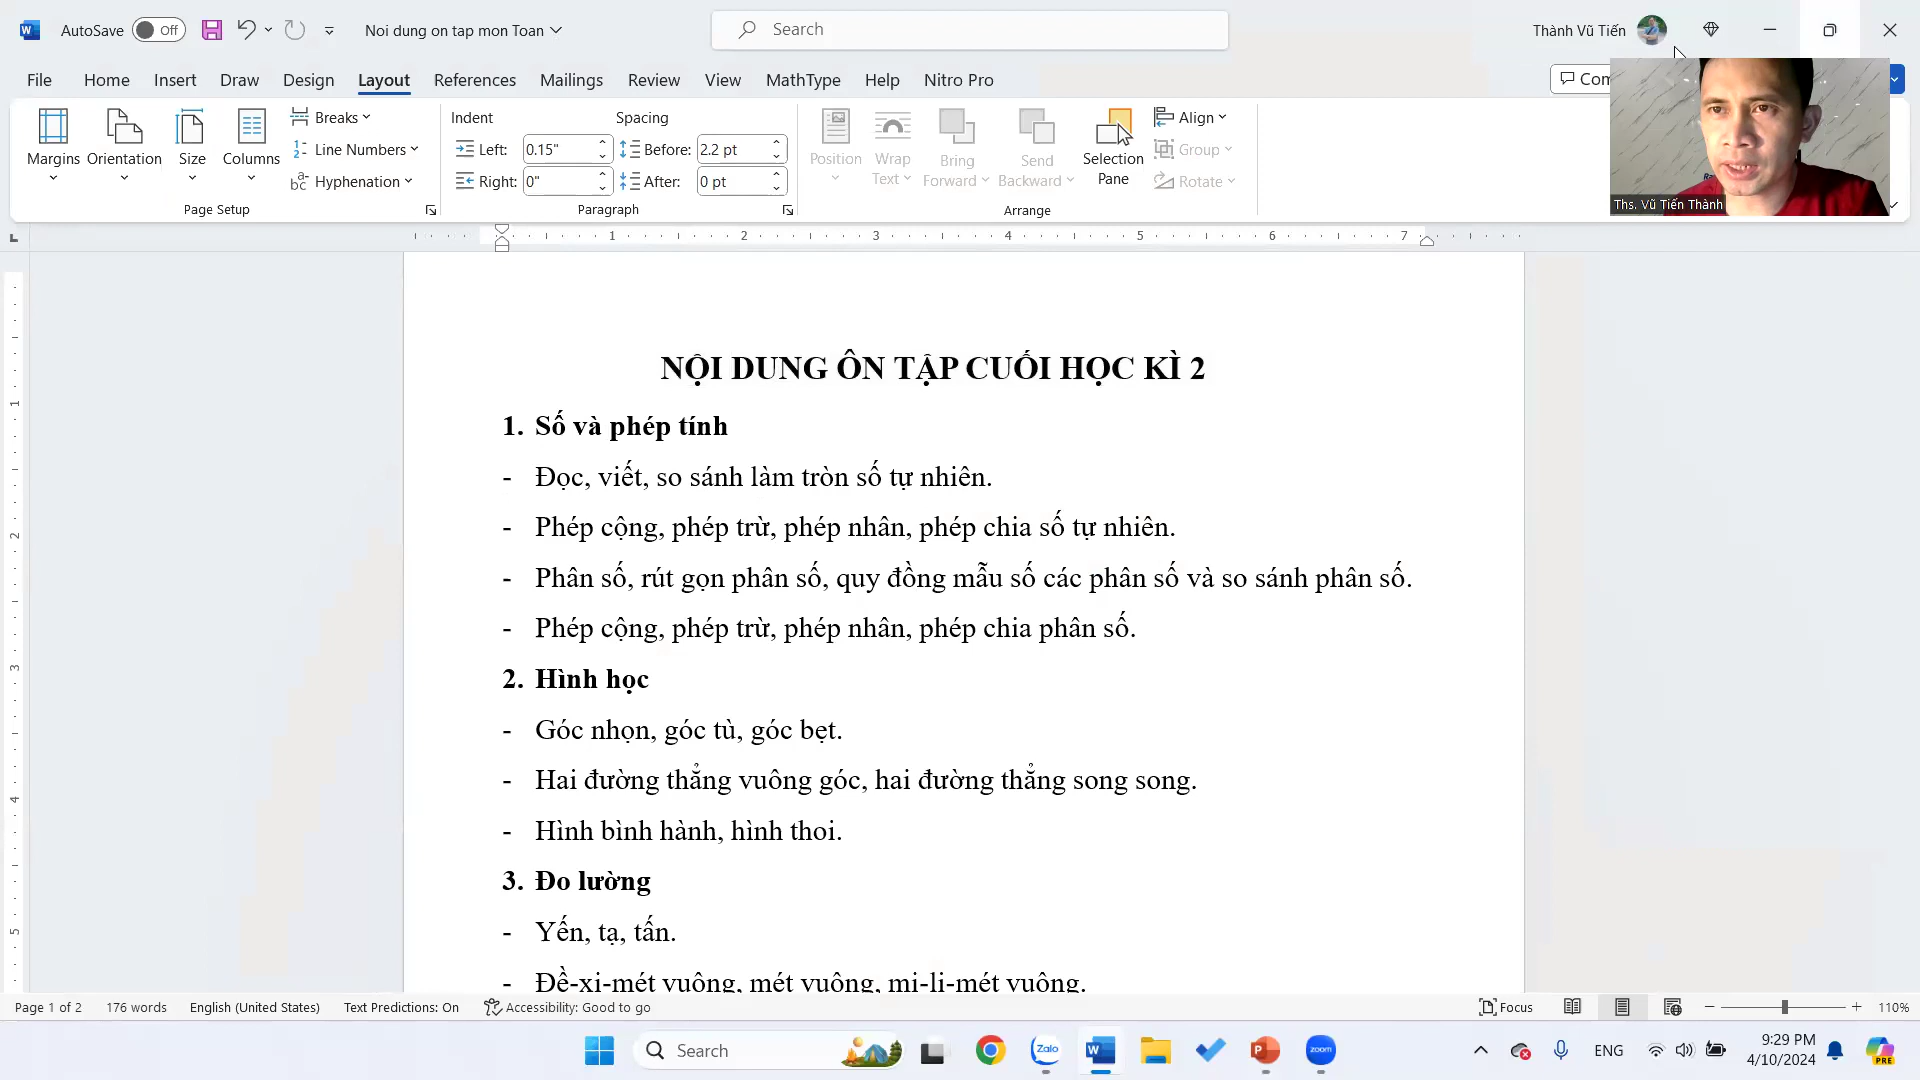 AutoSave Off Noi dung on tap mon Toan Search Thành Vũ Tiến
File Home Insert Draw Design Layout References Mailings Review View MathType Help Nitro Pro
Margins Orientation Size Columns Breaks Line Numbers Hyphenation
Page Setup
Indent Spacing
Left: 0.15" Before: 2.2 pt
Right: 0" After: 0 pt
Paragraph
Position Wrap Text Bring Forward Send Backward Selection Pane Align Group Rotate
Arrange
Ths. Vũ Tiến Thành
1 2 3 4 5 6 7
NỘI DUNG ÔN TẬP CUỐI HỌC KÌ 2
1. Số và phép tính
- Đọc, viết, so sánh làm tròn số tự nhiên.
- Phép cộng, phép trừ, phép nhân, phép chia số tự nhiên.
- Phân số, rút gọn phân số, quy đồng mẫu số các phân số và so sánh phân số.
- Phép cộng, phép trừ, phép nhân, phép chia phân số.
2. Hình học
- Góc nhọn, góc tù, góc bẹt.
- Hai đường thẳng vuông góc, hai đường thẳng song song.
- Hình bình hành, hình thoi.
3. Đo lường
- Yến, tạ, tấn.
- Đề-xi-mét vuông, mét vuông, mi-li-mét vuông.
Page 1 of 2 176 words English (United States) Text Predictions: On Accessibility: Good to go Focus 110%
Search Zalo zoom ENG 9:29 PM
4/10/2024 PRE